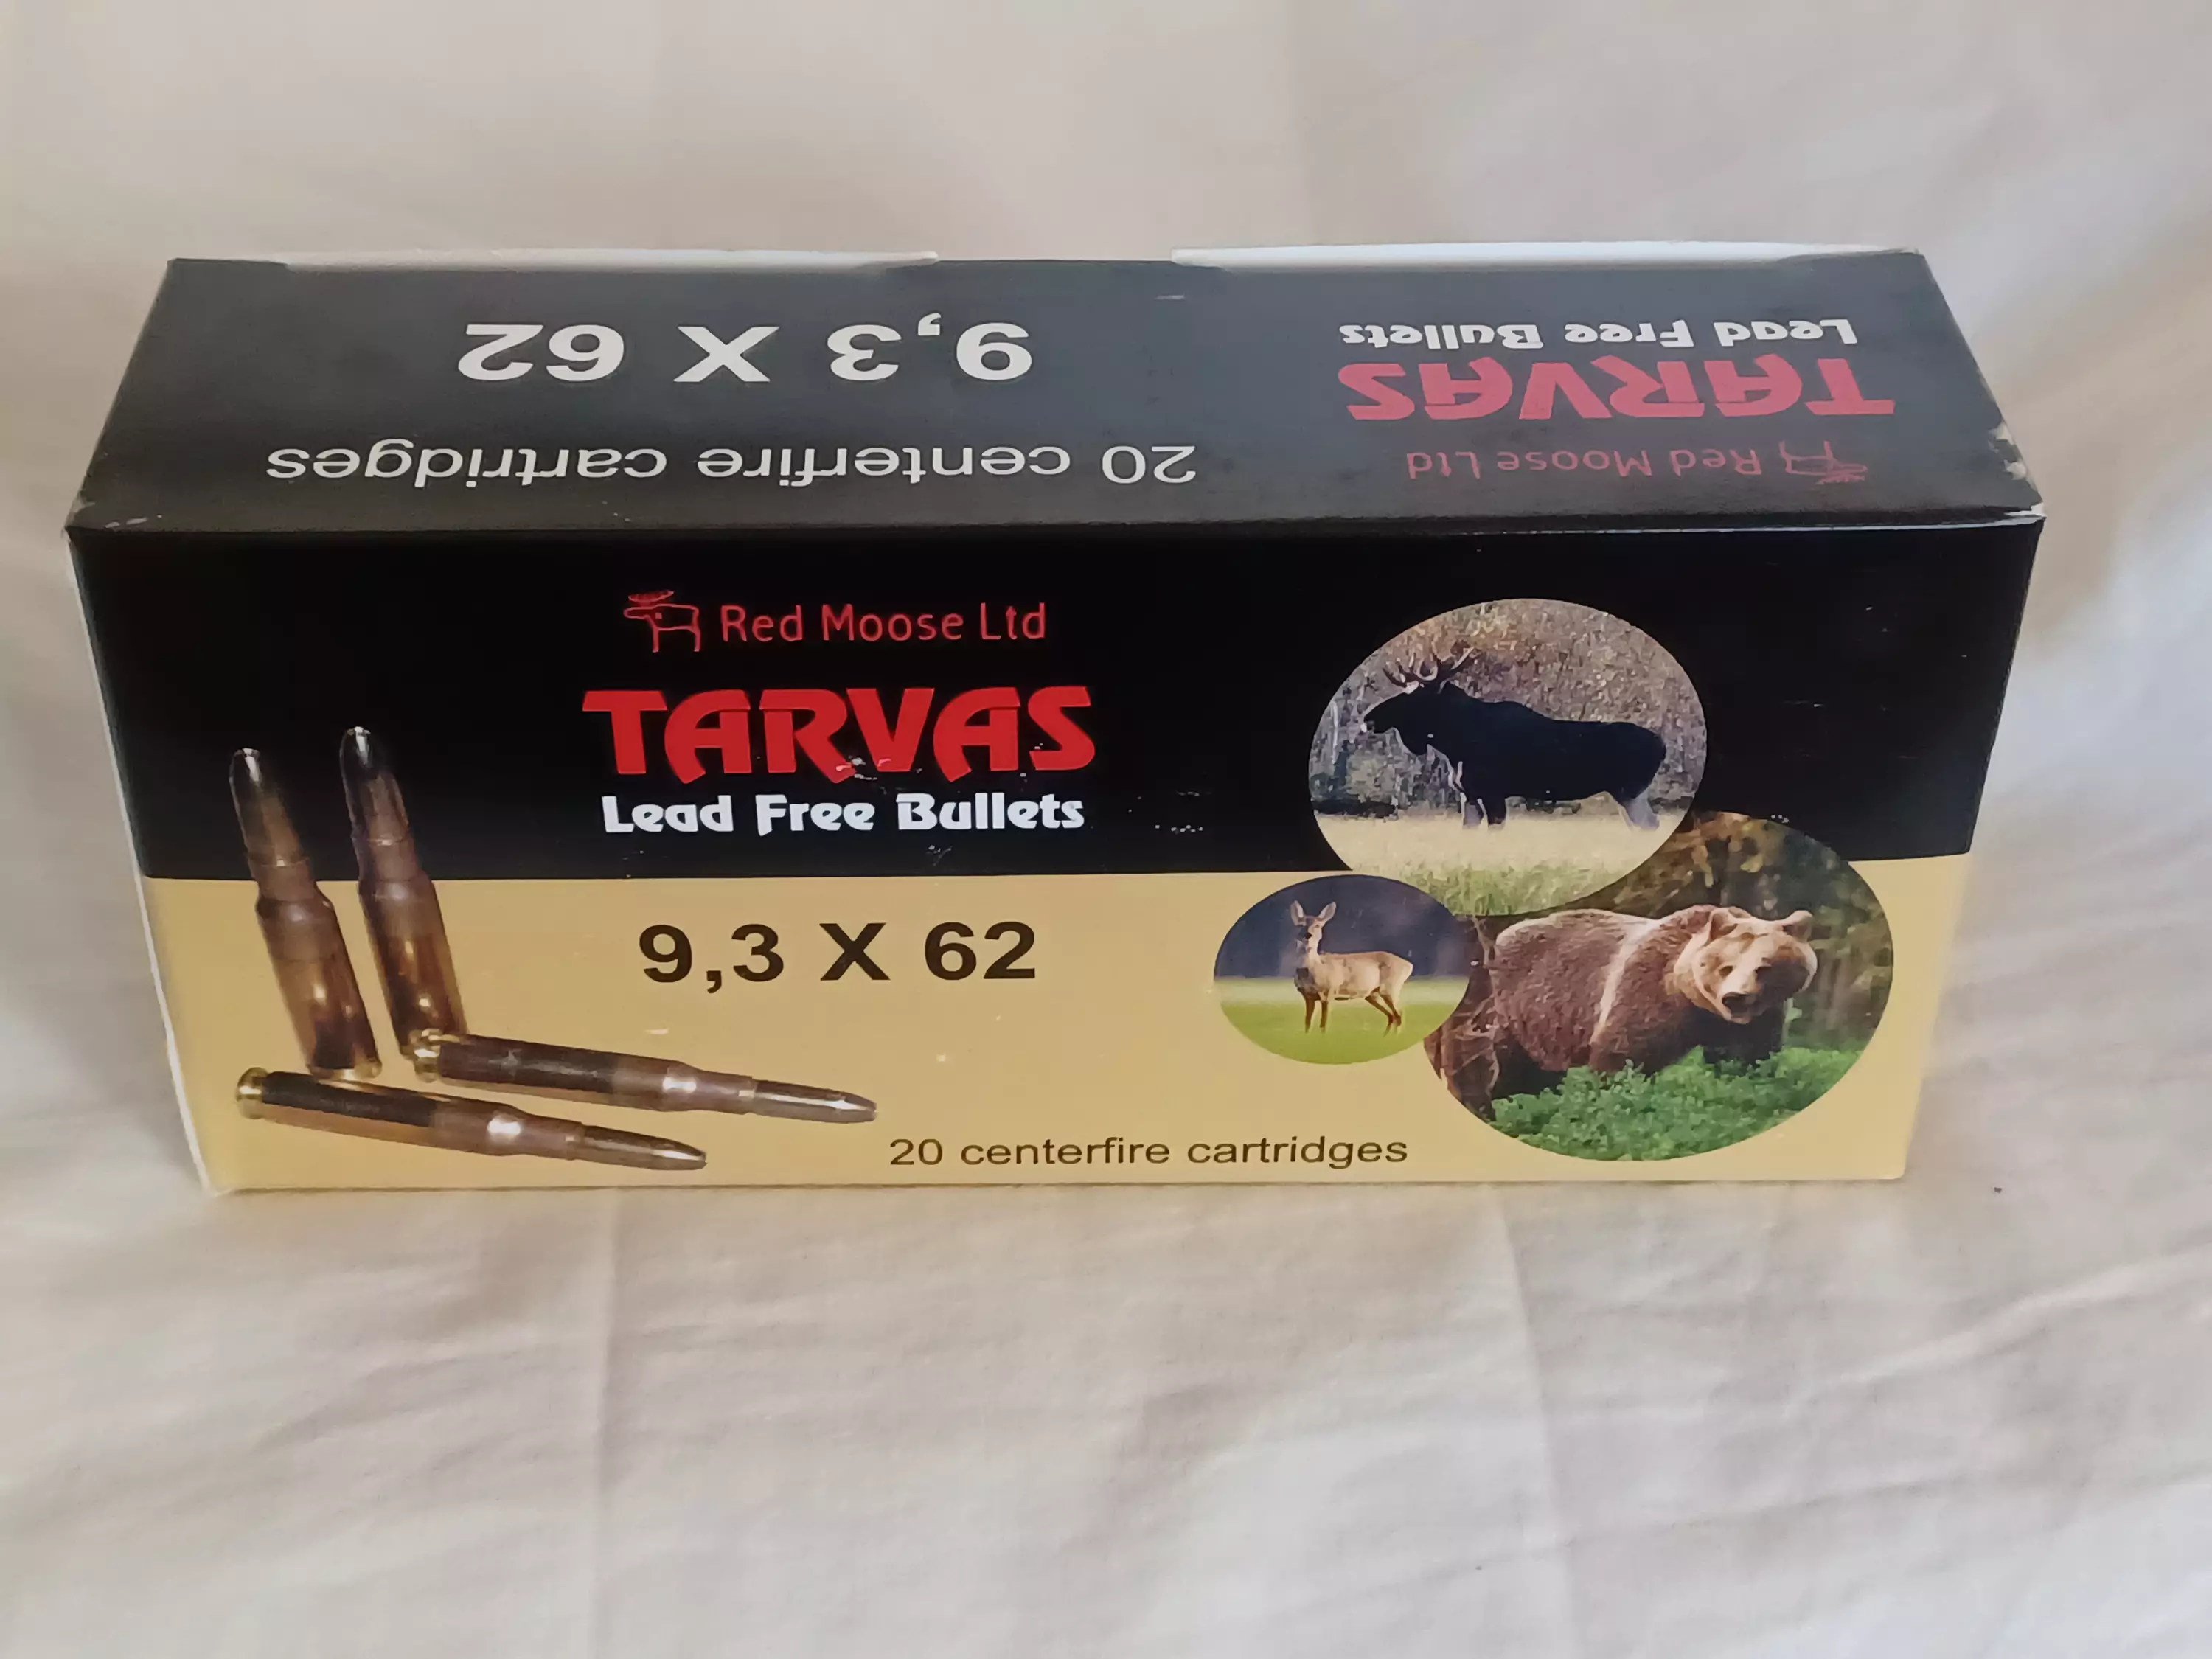 9,3 X 62
20 centerfire cartridges
Red Moose Ltd
TARVAS
Lead Free Bullets
Red Moose Ltd
TARVAS
Lead Free Bullets
9,3 X 62
20 centerfire cartridges